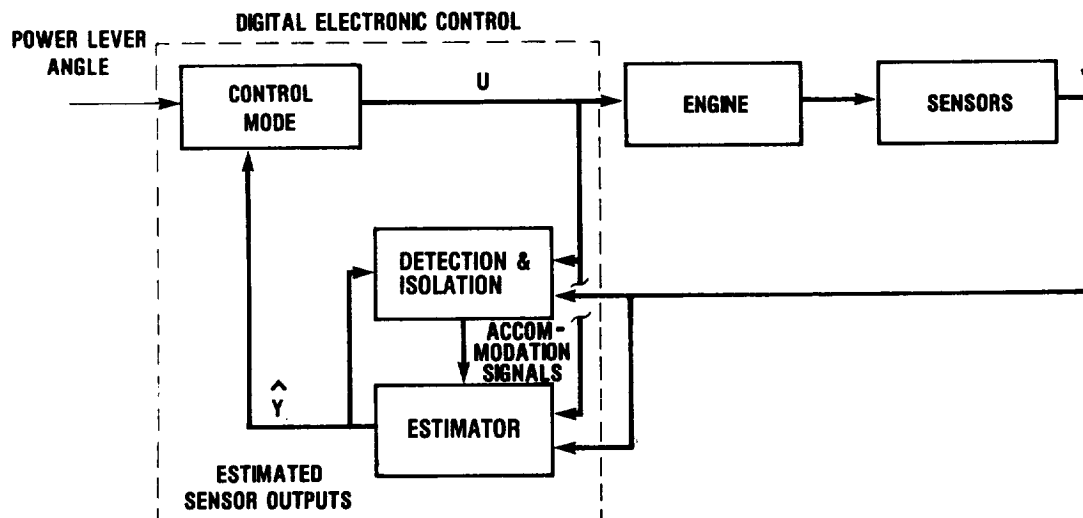 DIGITAL ELECTRONIC CONTROL
POWER LEVER
ANGLE
CONTROL
MODE
U
ENGINE
SENSORS
DETECTION &
ISOLATION
ACCOM-
MODATION
SIGNALS
Ŷ
ESTIMATOR
ESTIMATED
SENSOR OUTPUTS